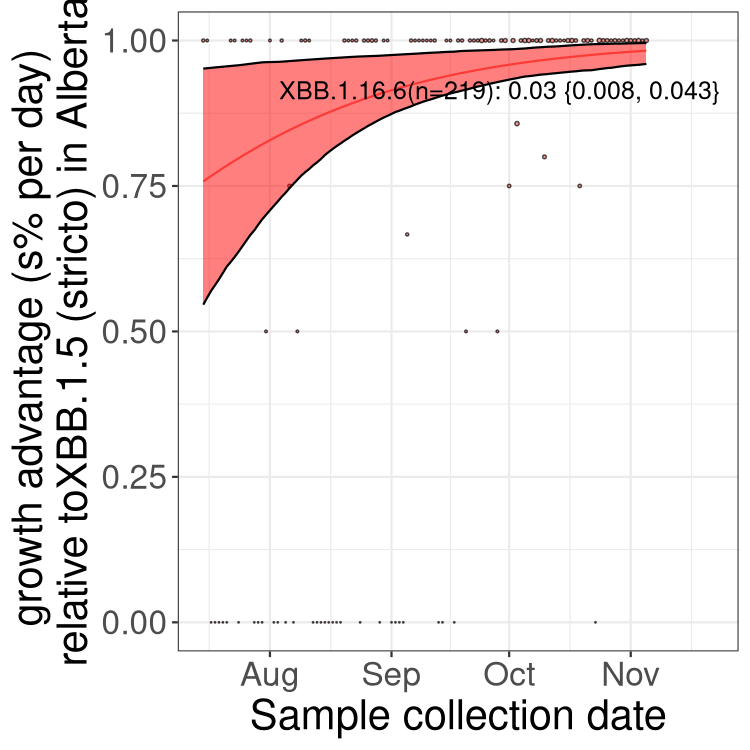 growth advantage (s% per day)
relative toXBB.1.5 (stricto) in Alberta
1.00
0.75
0.50
0.25
0.00
XBB.1.16.6(n=219): 0.03 {0.008, 0.043}
Aug Sep Oct Nov
Sample collection date